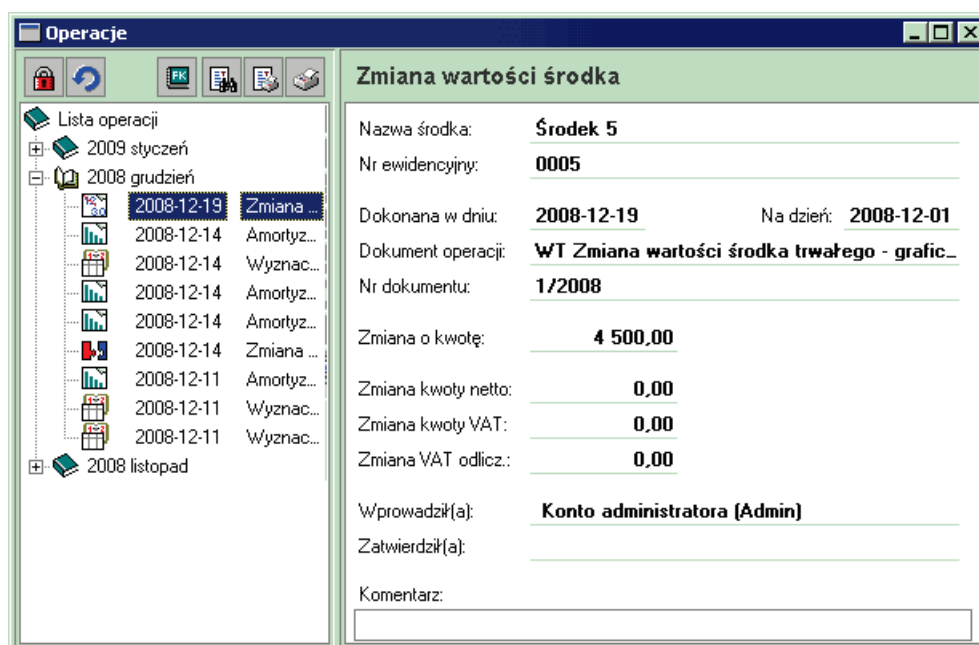 Operacje
FK
Zmiana wartości środka
Lista operacji
2009 styczeń
2008 grudzień
2008-12-19 Zmiana ...
2008-12-14 Amortyz...
2008-12-14 Wyznac...
2008-12-14 Amortyz...
2008-12-14 Amortyz...
2008-12-14 Zmiana ...
2008-12-11 Amortyz...
2008-12-11 Wyznac...
2008-12-11 Wyznac...
2008 listopad
Nazwa środka: Środek 5
Nr ewidencyjny: 0005
Dokonana w dniu: 2008-12-19 Na dzień: 2008-12-01
Dokument operacji: WT Zmiana wartości środka trwałego - grafic...
Nr dokumentu: 1/2008
Zmiana o kwotę: 4 500,00
Zmiana kwoty netto: 0,00
Zmiana kwoty VAT: 0,00
Zmiana VAT odlicz.: 0,00
Wprowadził(a): Konto administratora (Admin)
Zatwierdził(a):
Komentarz: